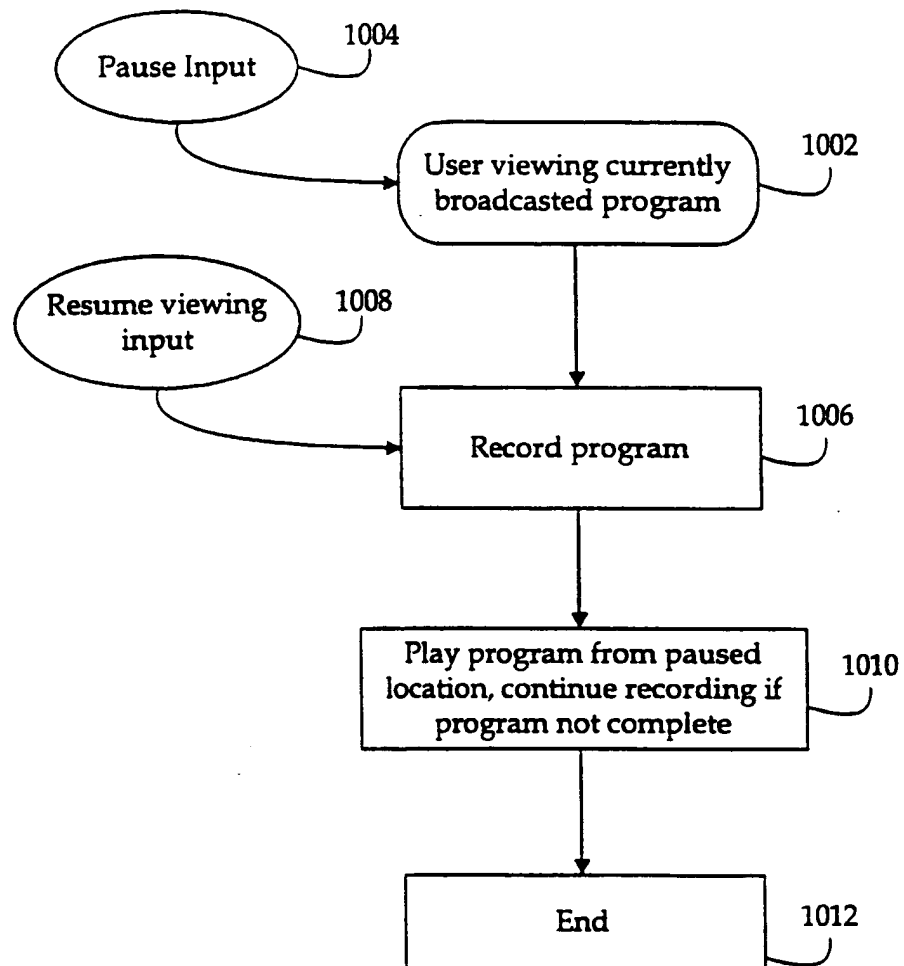 1004
Pause Input
1002
User viewing currently
broadcasted program
1008
Resume viewing
input
1006
Record program
Play program from paused
location, continue recording if
program not complete
1010
End
1012